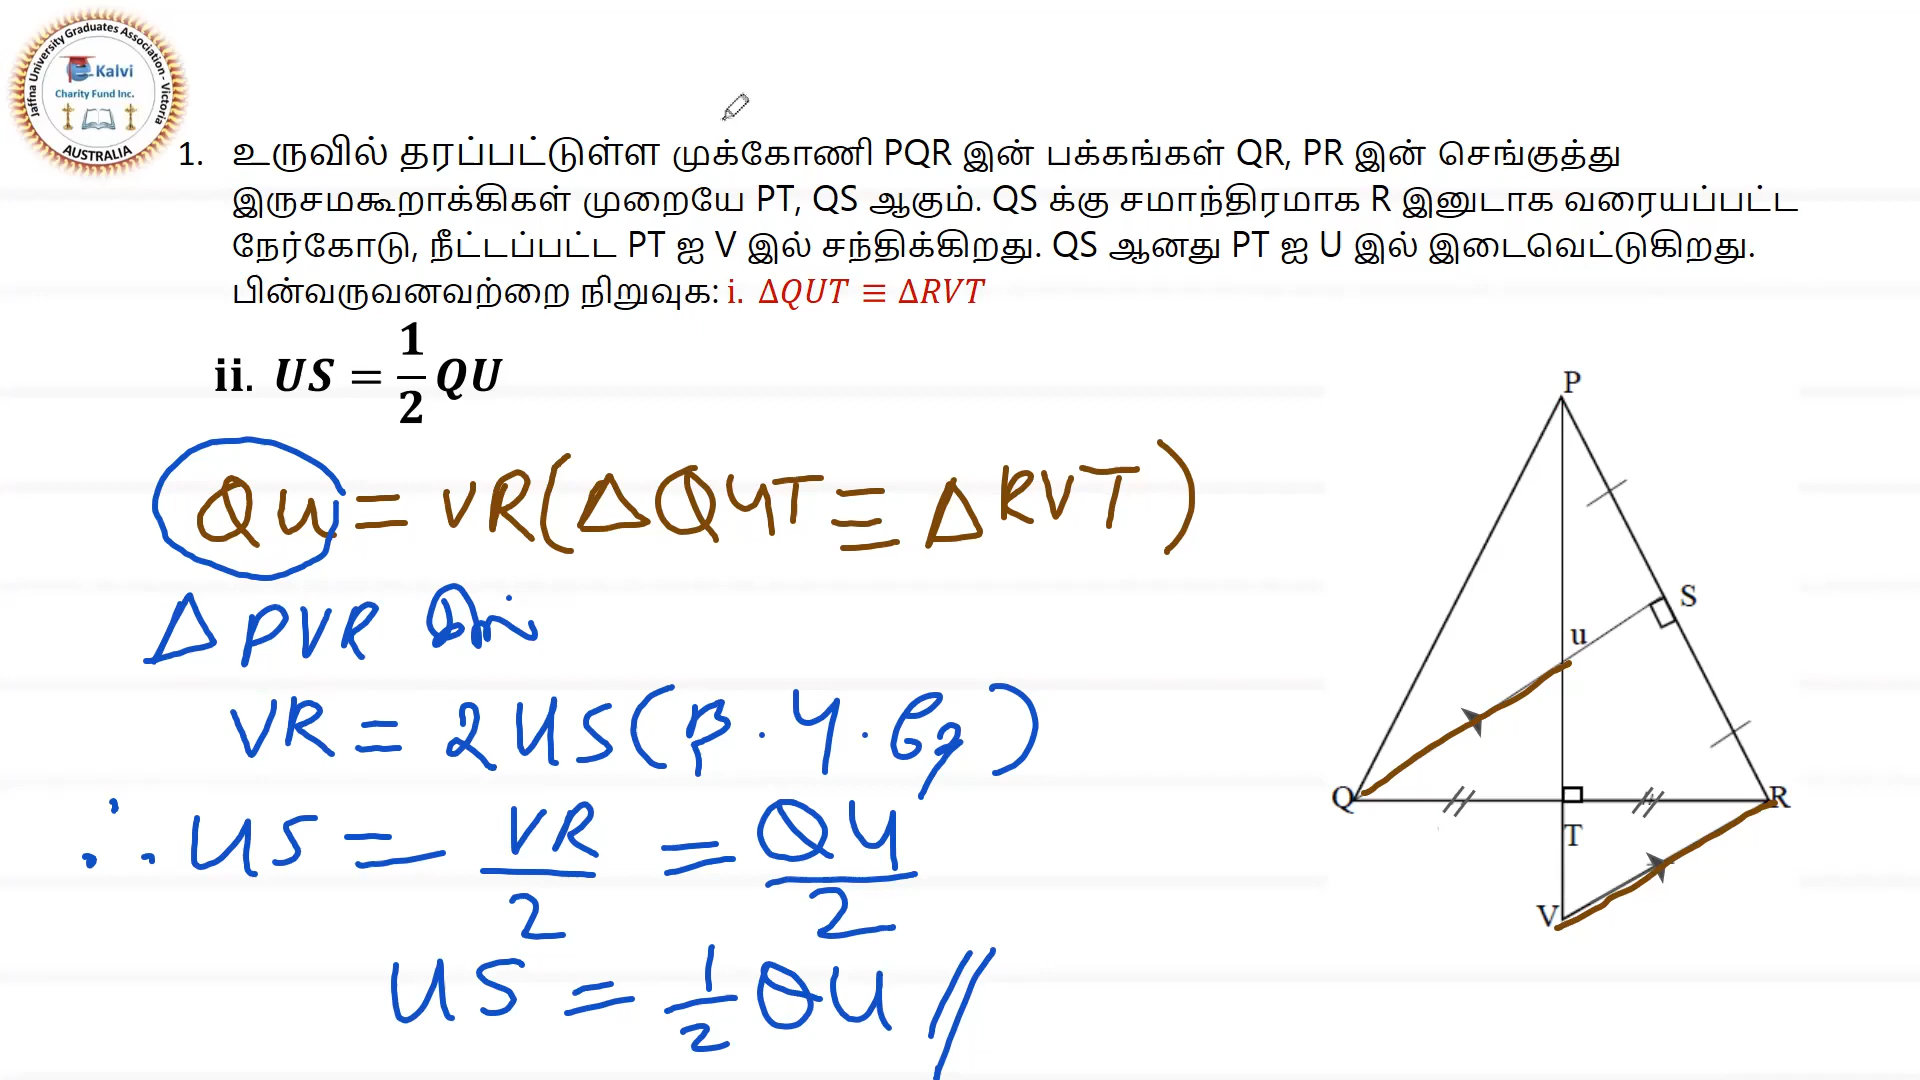 Jaffna University Graduates Association - Victoria
eKalvi
Charity Fund Inc.
AUSTRALIA
1. உருவில் தரப்பட்டுள்ள முக்கோணி PQR இன் பக்கங்கள் QR, PR இன் செங்குத்து
இருசமகூறாக்கிகள் முறையே PT, QS ஆகும். QS க்கு சமாந்திரமாக R இனுடாக வரையப்பட்ட
நேர்கோடு, நீட்டப்பட்ட PT ஐ V இல் சந்திக்கிறது. QS ஆனது PT ஐ U இல் இடைவெட்டுகிறது.
பின்வருவனவற்றை நிறுவுக: i. ΔQUT ≡ ΔRVT
ii. US = 1/2 QU
QU = VR (ΔQUT ≡ ΔRVT)
Δ PVR இல்
VR = 2US (ந.பு.தே)
∴ US = VR/2 = QU/2
US = 1/2 QU //
P
S
u
Q
R
T
V